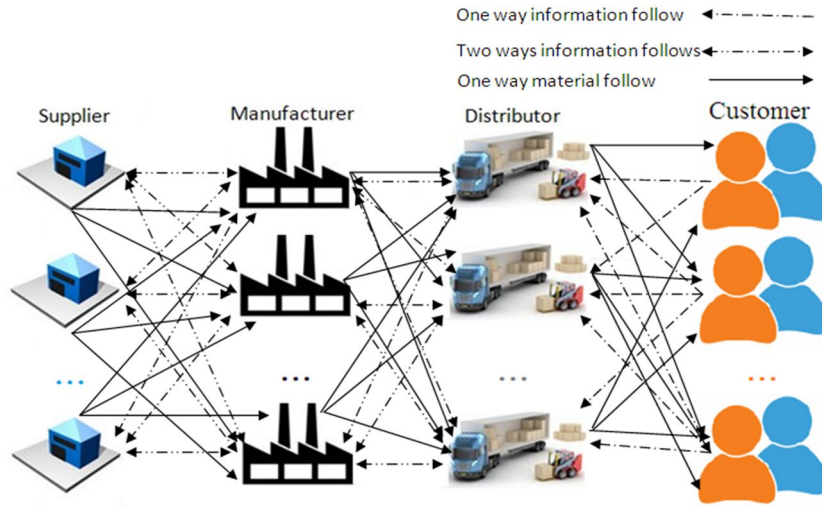 One way information follow
Two ways information follows
One way material follow
Supplier
Manufacturer
Distributor
Customer
...
...
...
...